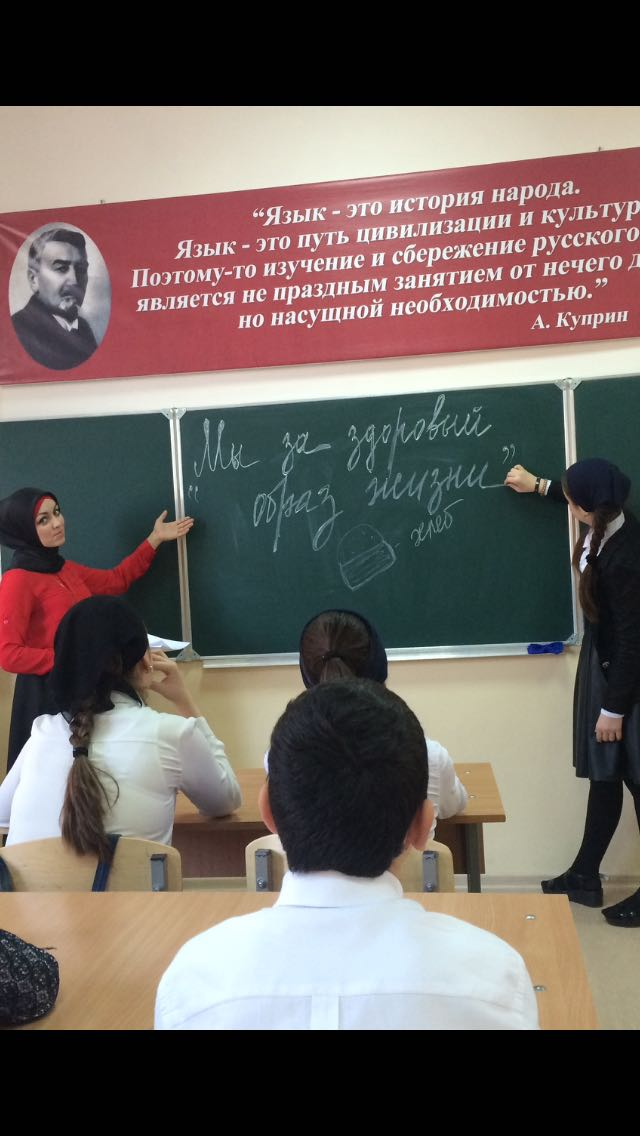 “Язык - это история народа.
Язык - это путь цивилизации и культур
Поэтому-то изучение и сбережение русского
является не праздным занятием от нечего д
но насущной необходимостью.”
А. Куприн
"Мы за здоровый
образ жизни"
хлеб